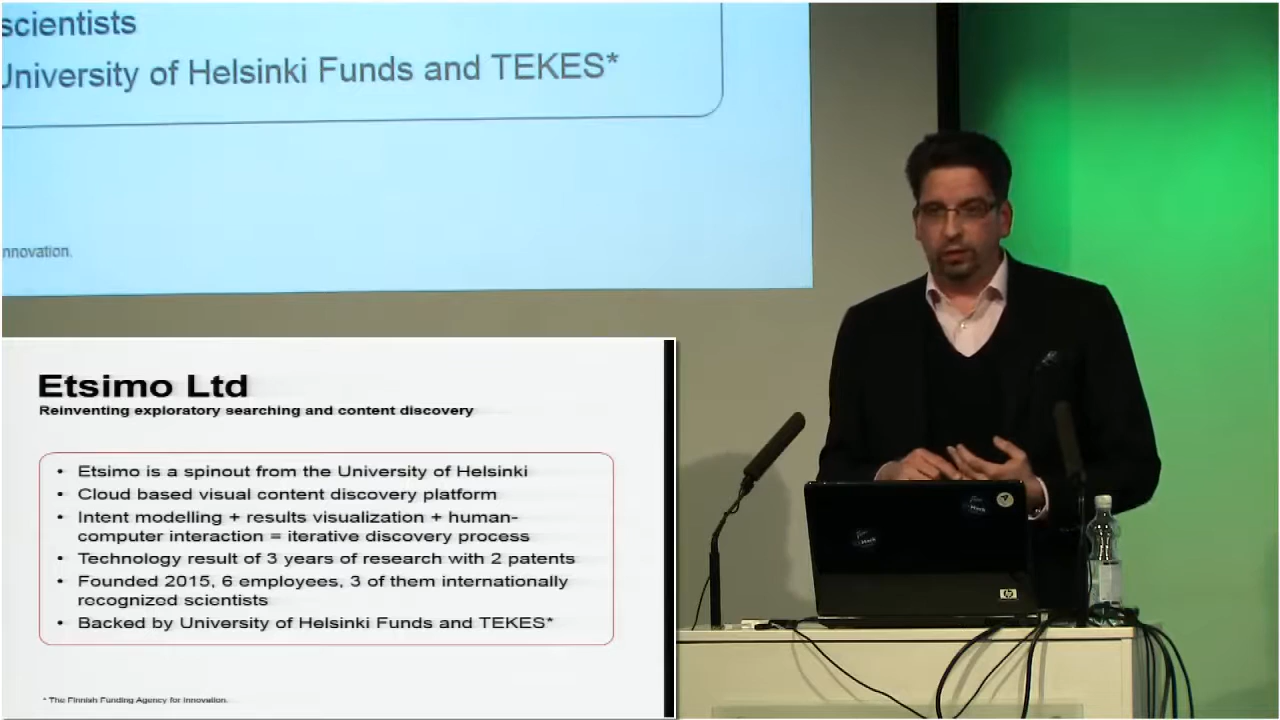 scientists
University of Helsinki Funds and TEKES*
nnovation.
Etsimo Ltd
Reinventing exploratory searching and content discovery
• Etsimo is a spinout from the University of Helsinki
• Cloud based visual content discovery platform
• Intent modelling + results visualization + human-
computer interaction = iterative discovery process
• Technology result of 3 years of research with 2 patents
• Founded 2015, 6 employees, 3 of them internationally
recognized scientists
• Backed by University of Helsinki Funds and TEKES*
* The Finnish Funding Agency for Innovation.
hp